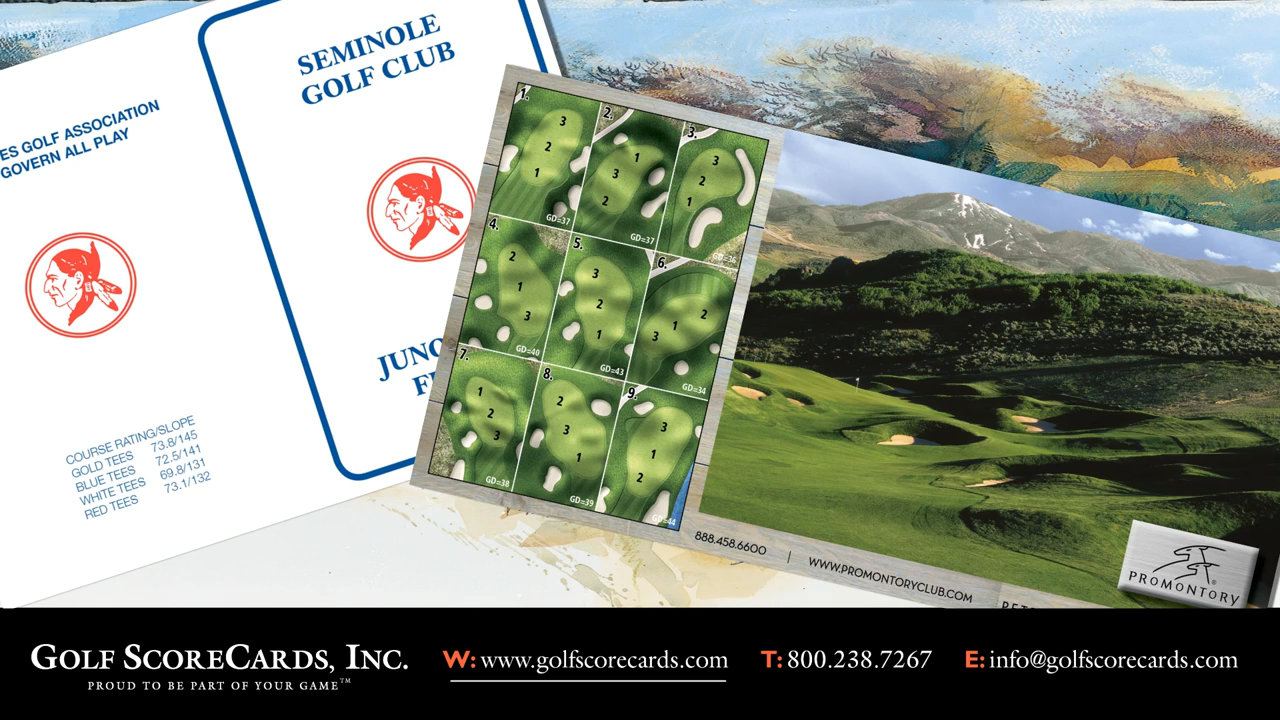 ES GOLF ASSOCIATION
GOVERN ALL PLAY
COURSE RATING/SLOPE
GOLD TEES 73.8/145
BLUE TEES 72.5/141
WHITE TEES 69.8/131
RED TEES 73.1/132
SEMINOLE
GOLF CLUB
1.
3
2
1
GD=37
2.
1
3
2
GD=37
3.
3
2
1
GD=36
4.
2
1
3
GD=40
5.
3
2
1
GD=43
6.
2
1
3
GD=34
7.
1
2
3
GD=38
8.
2
3
1
GD=39
9.
3
1
2
GD=44
888.458.6600 | WWW.PROMONTORYCLUB.COM
PROMONTORY®
GOLF SCORECARDS, INC.
PROUD TO BE PART OF YOUR GAME™
W: www.golfscorecards.com T: 800.238.7267 E: info@golfscorecards.com